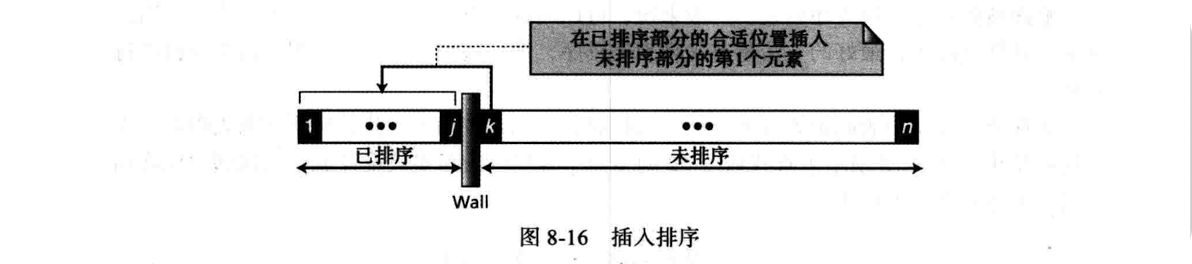 在已排序部分的合适位置插入
未排序部分的第1个元素
1 ••• j k ••• n
已排序 未排序
Wall
图 8-16 插入排序